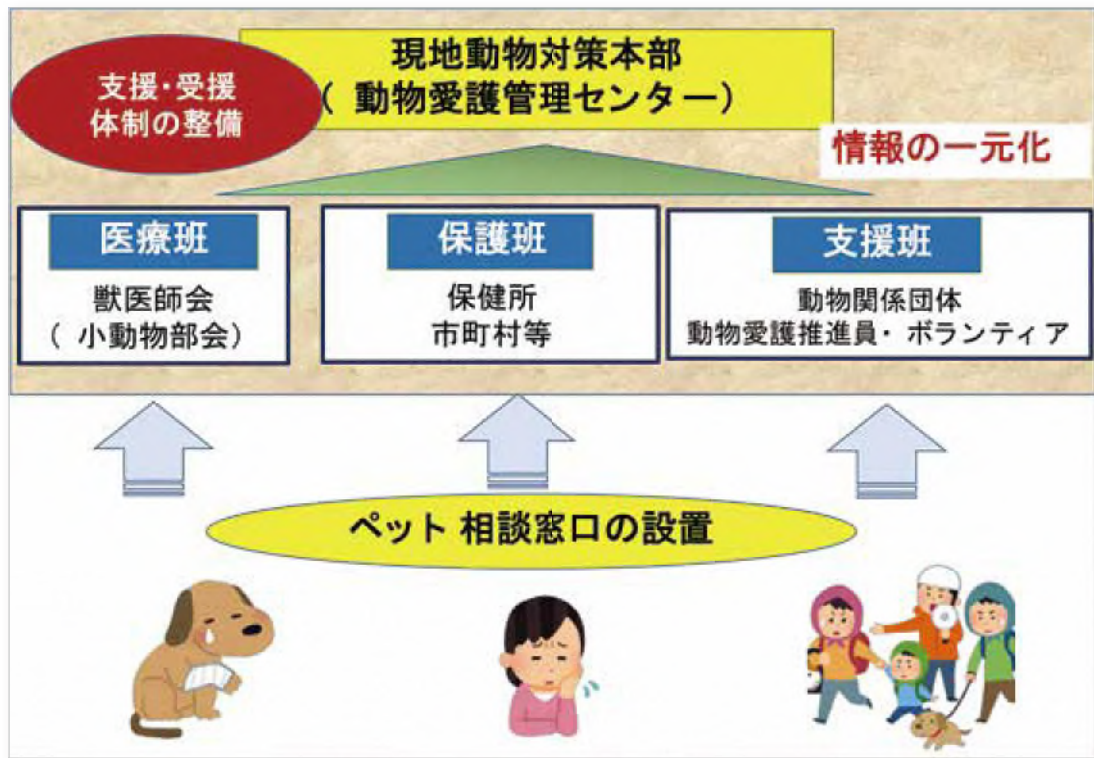 現地動物対策本部
( 動物愛護管理センター)
支援・受援
体制の整備
情報の一元化
医療班
獣医師会
( 小動物部会)
保護班
保健所
市町村等
支援班
動物関係団体
動物愛護推進員・ボランティア
ペット 相談窓口の設置